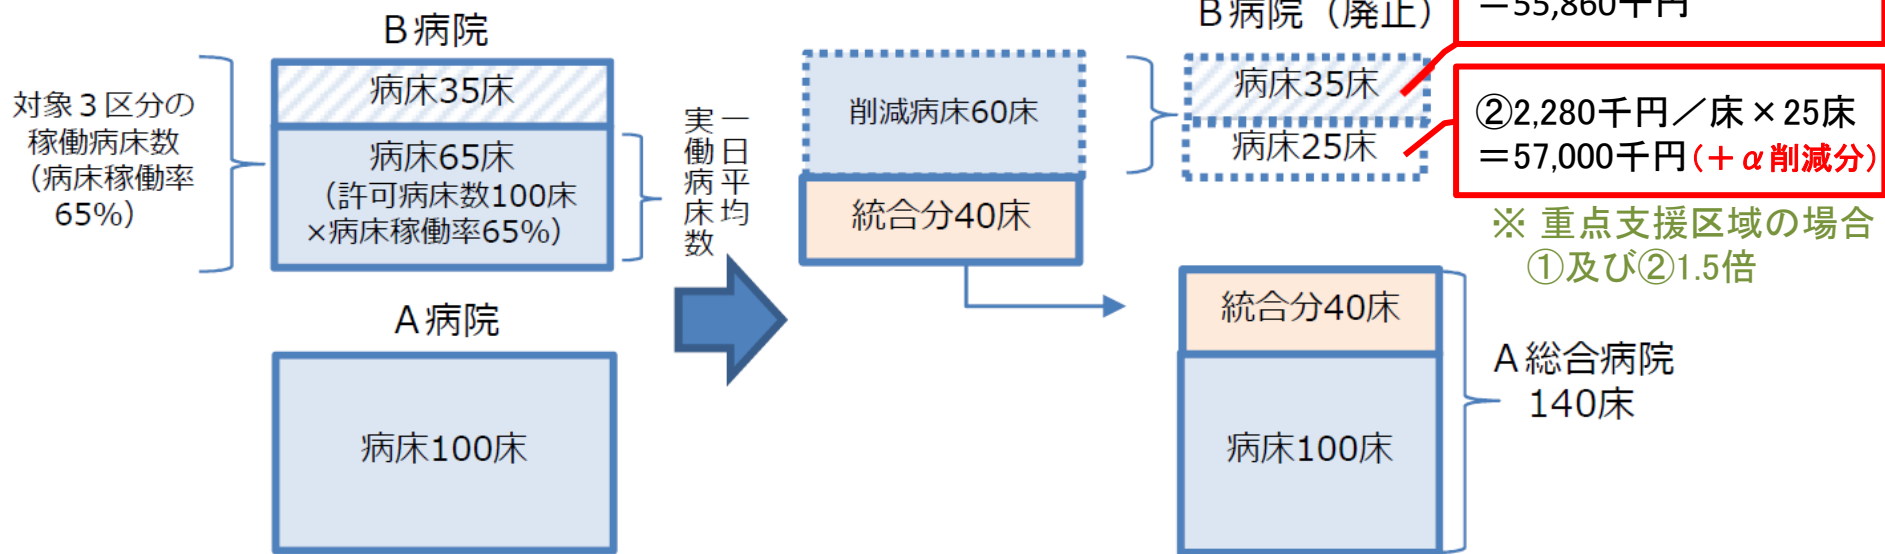 B病院
対象３区分の
稼働病床数
（病床稼働率
65%）
病床35床
病床65床
（許可病床数100床
×病床稼働率65%）
一日平均
実働病床数
A病院
病床100床
削減病床60床
統合分40床
B病院（廃止）
病床35床
病床25床
＝55,860千円
②2,280千円／床×25床
＝57,000千円(＋α削減分)
※ 重点支援区域の場合
①及び②1.5倍
統合分40床
病床100床
A総合病院
140床